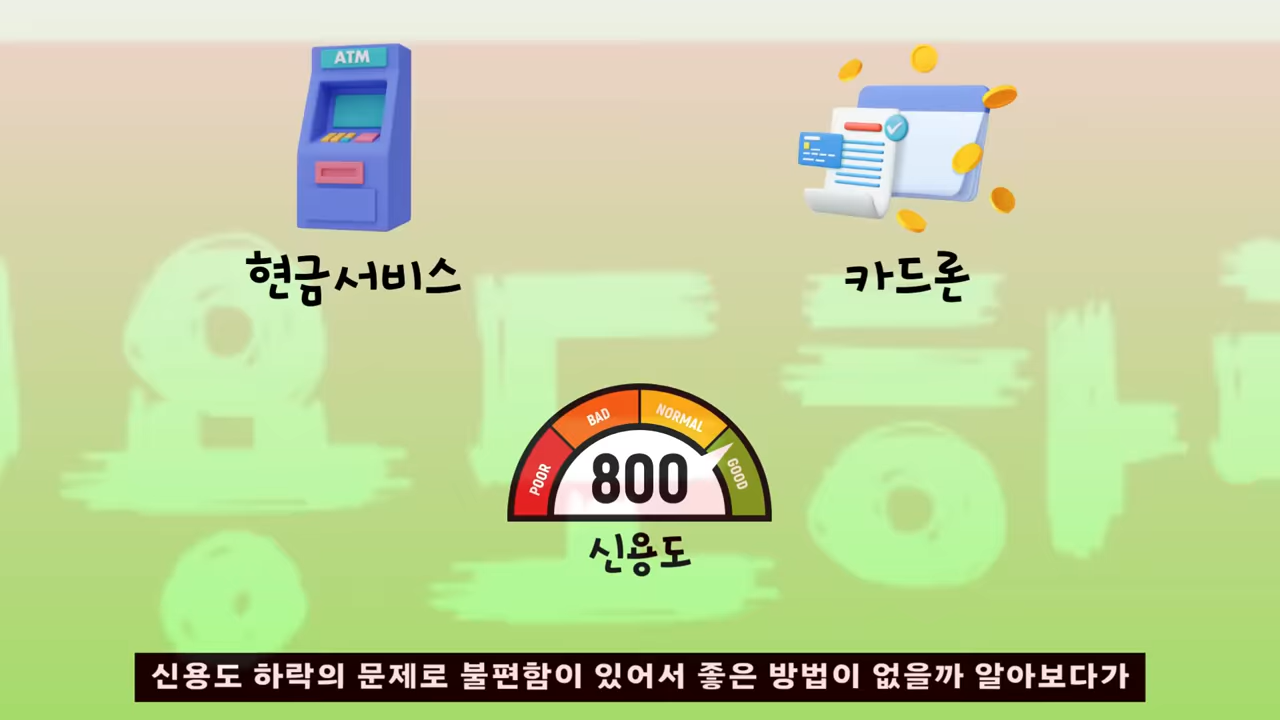 ATM
현금서비스
카드론
POOR
BAD
NORMAL
GOOD
800
신용도
신용도 하락의 문제로 불편함이 있어서 좋은 방법이 없을까 알아보다가